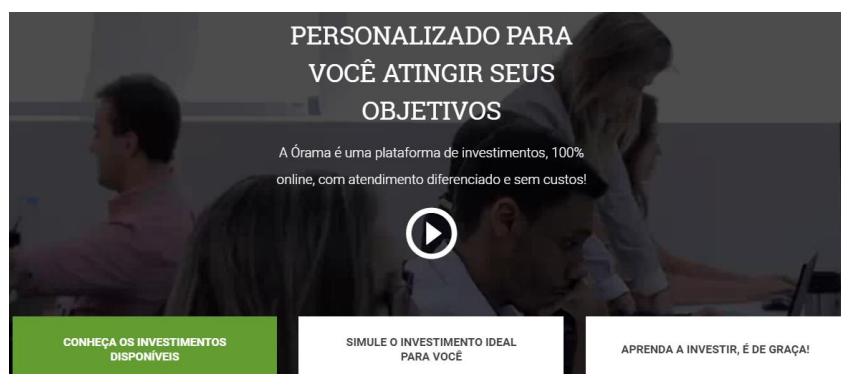 PERSONALIZADO PARA
VOCÊ ATINGIR SEUS
OBJETIVOS
A Órama é uma plataforma de investimentos, 100%
online, com atendimento diferenciado e sem custos!
CONHEÇA OS INVESTIMENTOS
DISPONÍVEIS
SIMULE O INVESTIMENTO IDEAL
PARA VOCÊ
APRENDA A INVESTIR, É DE GRAÇA!